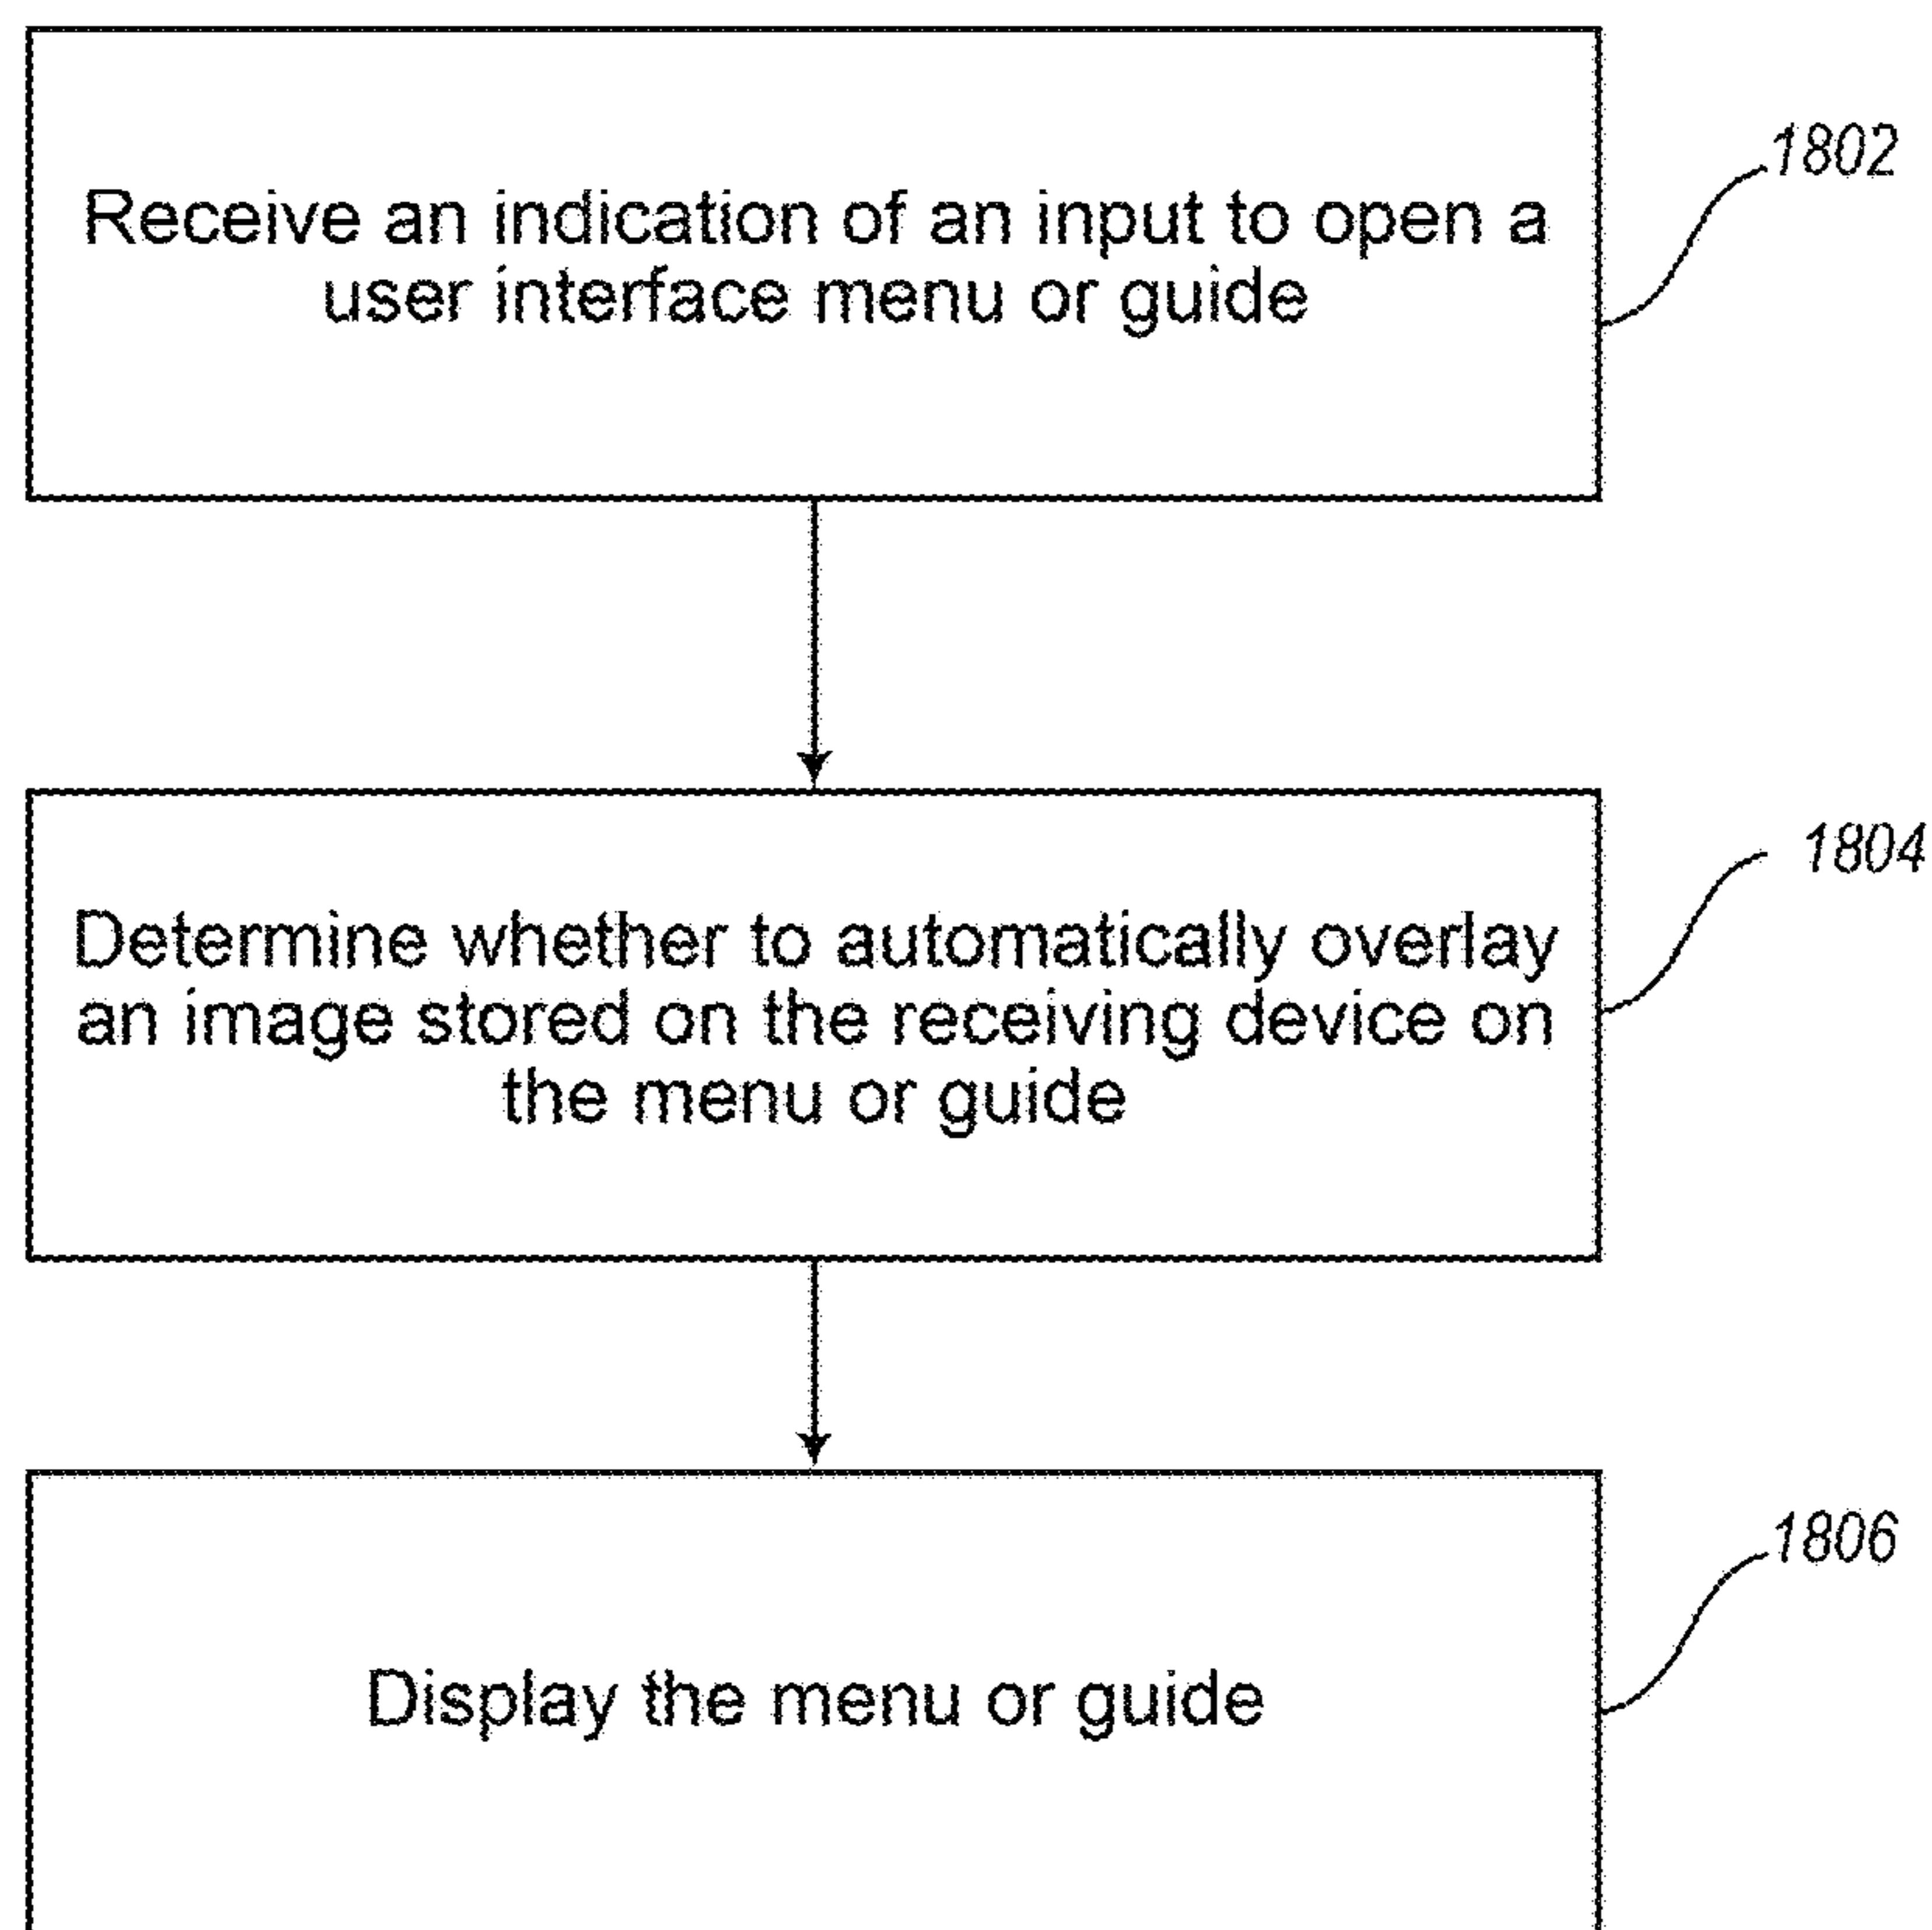 Receive an indication of an input to open a
user interface menu or guide
1802
Determine whether to automatically overlay
an image stored on the receiving device on
the menu or guide
1804
Display the menu or guide
1806